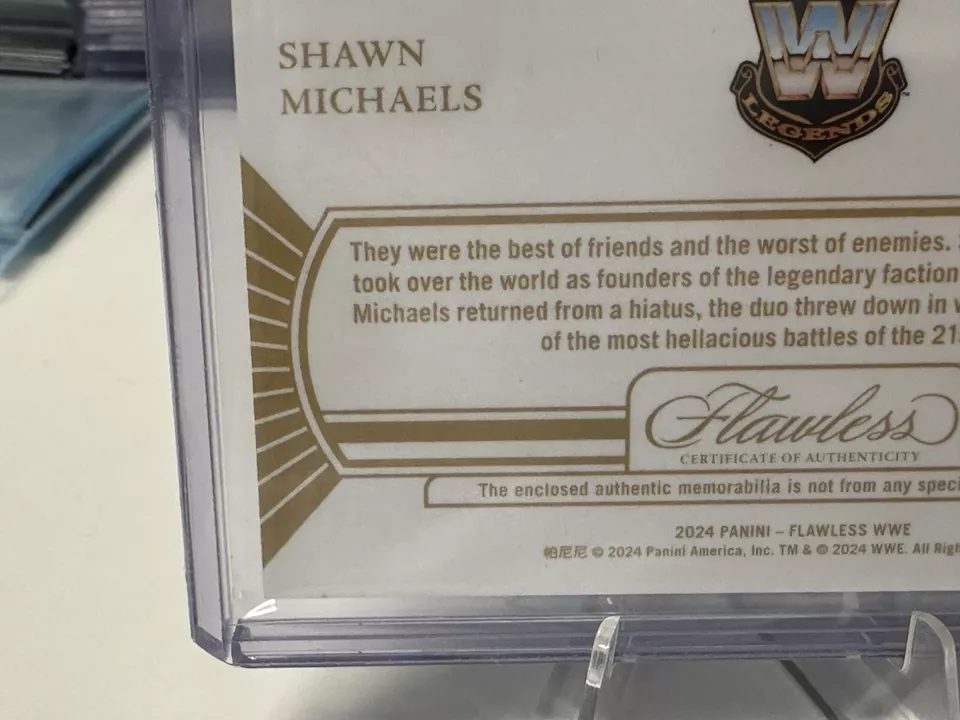 SHAWN
MICHAELS
W
LEGENDS
They were the best of friends and the worst of enemies.
took over the world as founders of the legendary faction
Michaels returned from a hiatus, the duo threw down in
of the most hellacious battles of the 21
Flawless
CERTIFICATE OF AUTHENTICITY
The enclosed authentic memorabilia is not from any speci
2024 PANINI – FLAWLESS WWE
帕尼尼 © 2024 Panini America, Inc. TM & © 2024 WWE. All Righ